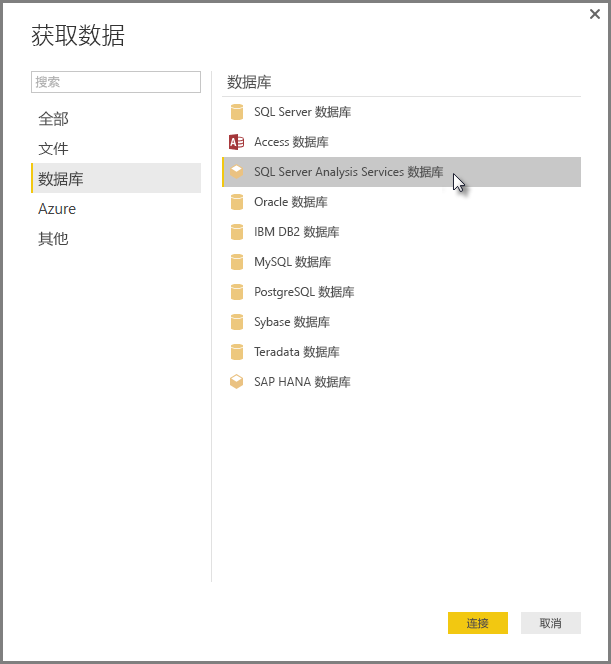 获取数据
搜索
全部
文件
数据库
Azure
其他
数据库
SQL Server 数据库
Access 数据库
SQL Server Analysis Services 数据库
Oracle 数据库
IBM DB2 数据库
MySQL 数据库
PostgreSQL 数据库
Sybase 数据库
Teradata 数据库
SAP HANA 数据库
连接
取消